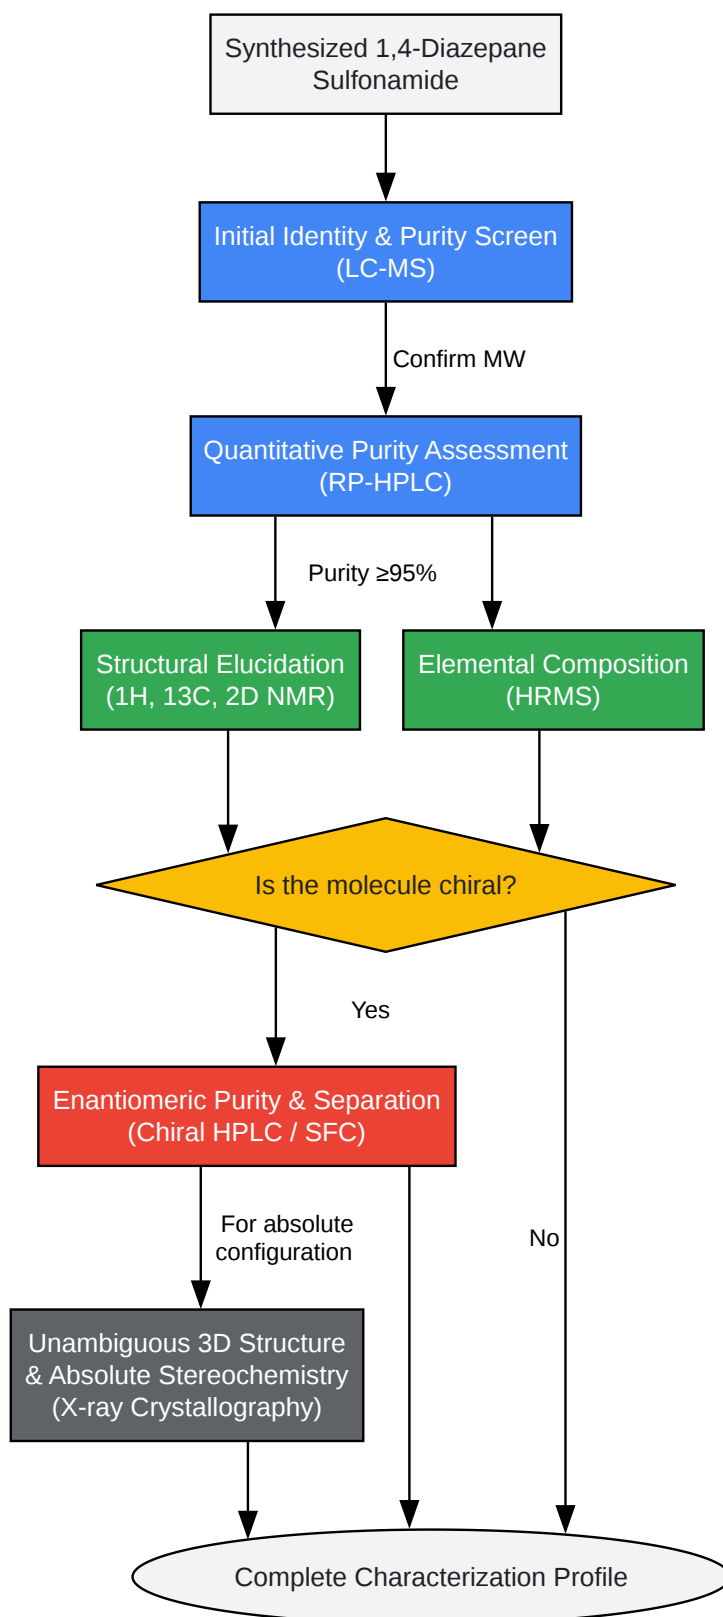 Synthesized 1,4-Diazepane
Sulfonamide
Initial Identity & Purity Screen
(LC-MS)
Confirm MW
Quantitative Purity Assessment
(RP-HPLC)
Purity ≥95%
Structural Elucidation
(1H, 13C, 2D NMR)
Elemental Composition
(HRMS)
Is the molecule chiral?
Yes
Enantiomeric Purity & Separation
(Chiral HPLC / SFC)
For absolute
configuration
No
Unambiguous 3D Structure
& Absolute Stereochemistry
(X-ray Crystallography)
Complete Characterization Profile